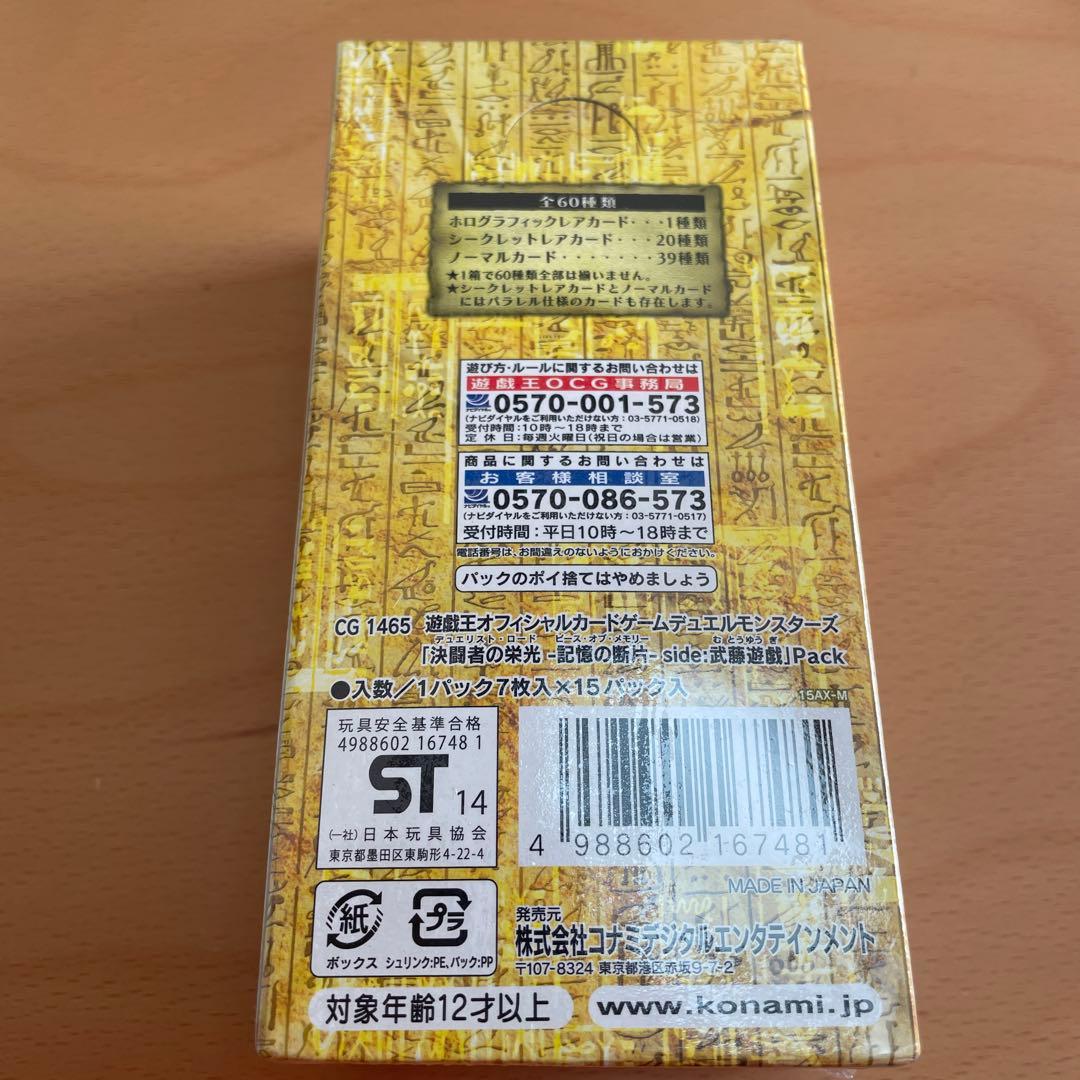 全60種類
ホログラフィックレアカード・・・1種類
シークレットレアカード・・・20種類
ノーマルカード・・・・・・・39種類
★1箱で60種類全部は揃いません。
★シークレットレアカードとノーマルカード
にはパラレル仕様のカードも存在します。
遊び方・ルールに関するお問い合わせは
遊戯王OCG事務局
0570-001-573
(ナビダイヤルをご利用いただけない方：03-5771-0518)
受付時間：10時～18時まで
定休日：毎週火曜日(祝日の場合は営業)
商品に関するお問い合わせは
お客様相談室
0570-086-573
(ナビダイヤルをご利用いただけない方：03-5771-0517)
受付時間：平日10時～18時まで
電話番号は、お間違えのないようにおかけください。
パックのポイ捨てはやめましょう
CG 1465 遊戯王オフィシャルカードゲームデュエルモンスターズ
デュエリスト・ロード ピース・オブ・メモリー むとうゆうぎ
「決闘者の栄光 -記憶の断片- side:武藤遊戯」Pack
●入数/1パック7枚入×15パック入
15AX-M
玩具安全基準合格
4988602 16748 1
ST 14
(一社)日本玩具協会
東京都墨田区東駒形4-22-4
4 988602 167481
MADE IN JAPAN
紙
ボックス
プラ
シュリンク:PE、パック:PP
発売元
株式会社コナミデジタルエンタテインメント
〒107-8324 東京都港区赤坂9-7-2
対象年齢12才以上
www.konami.jp